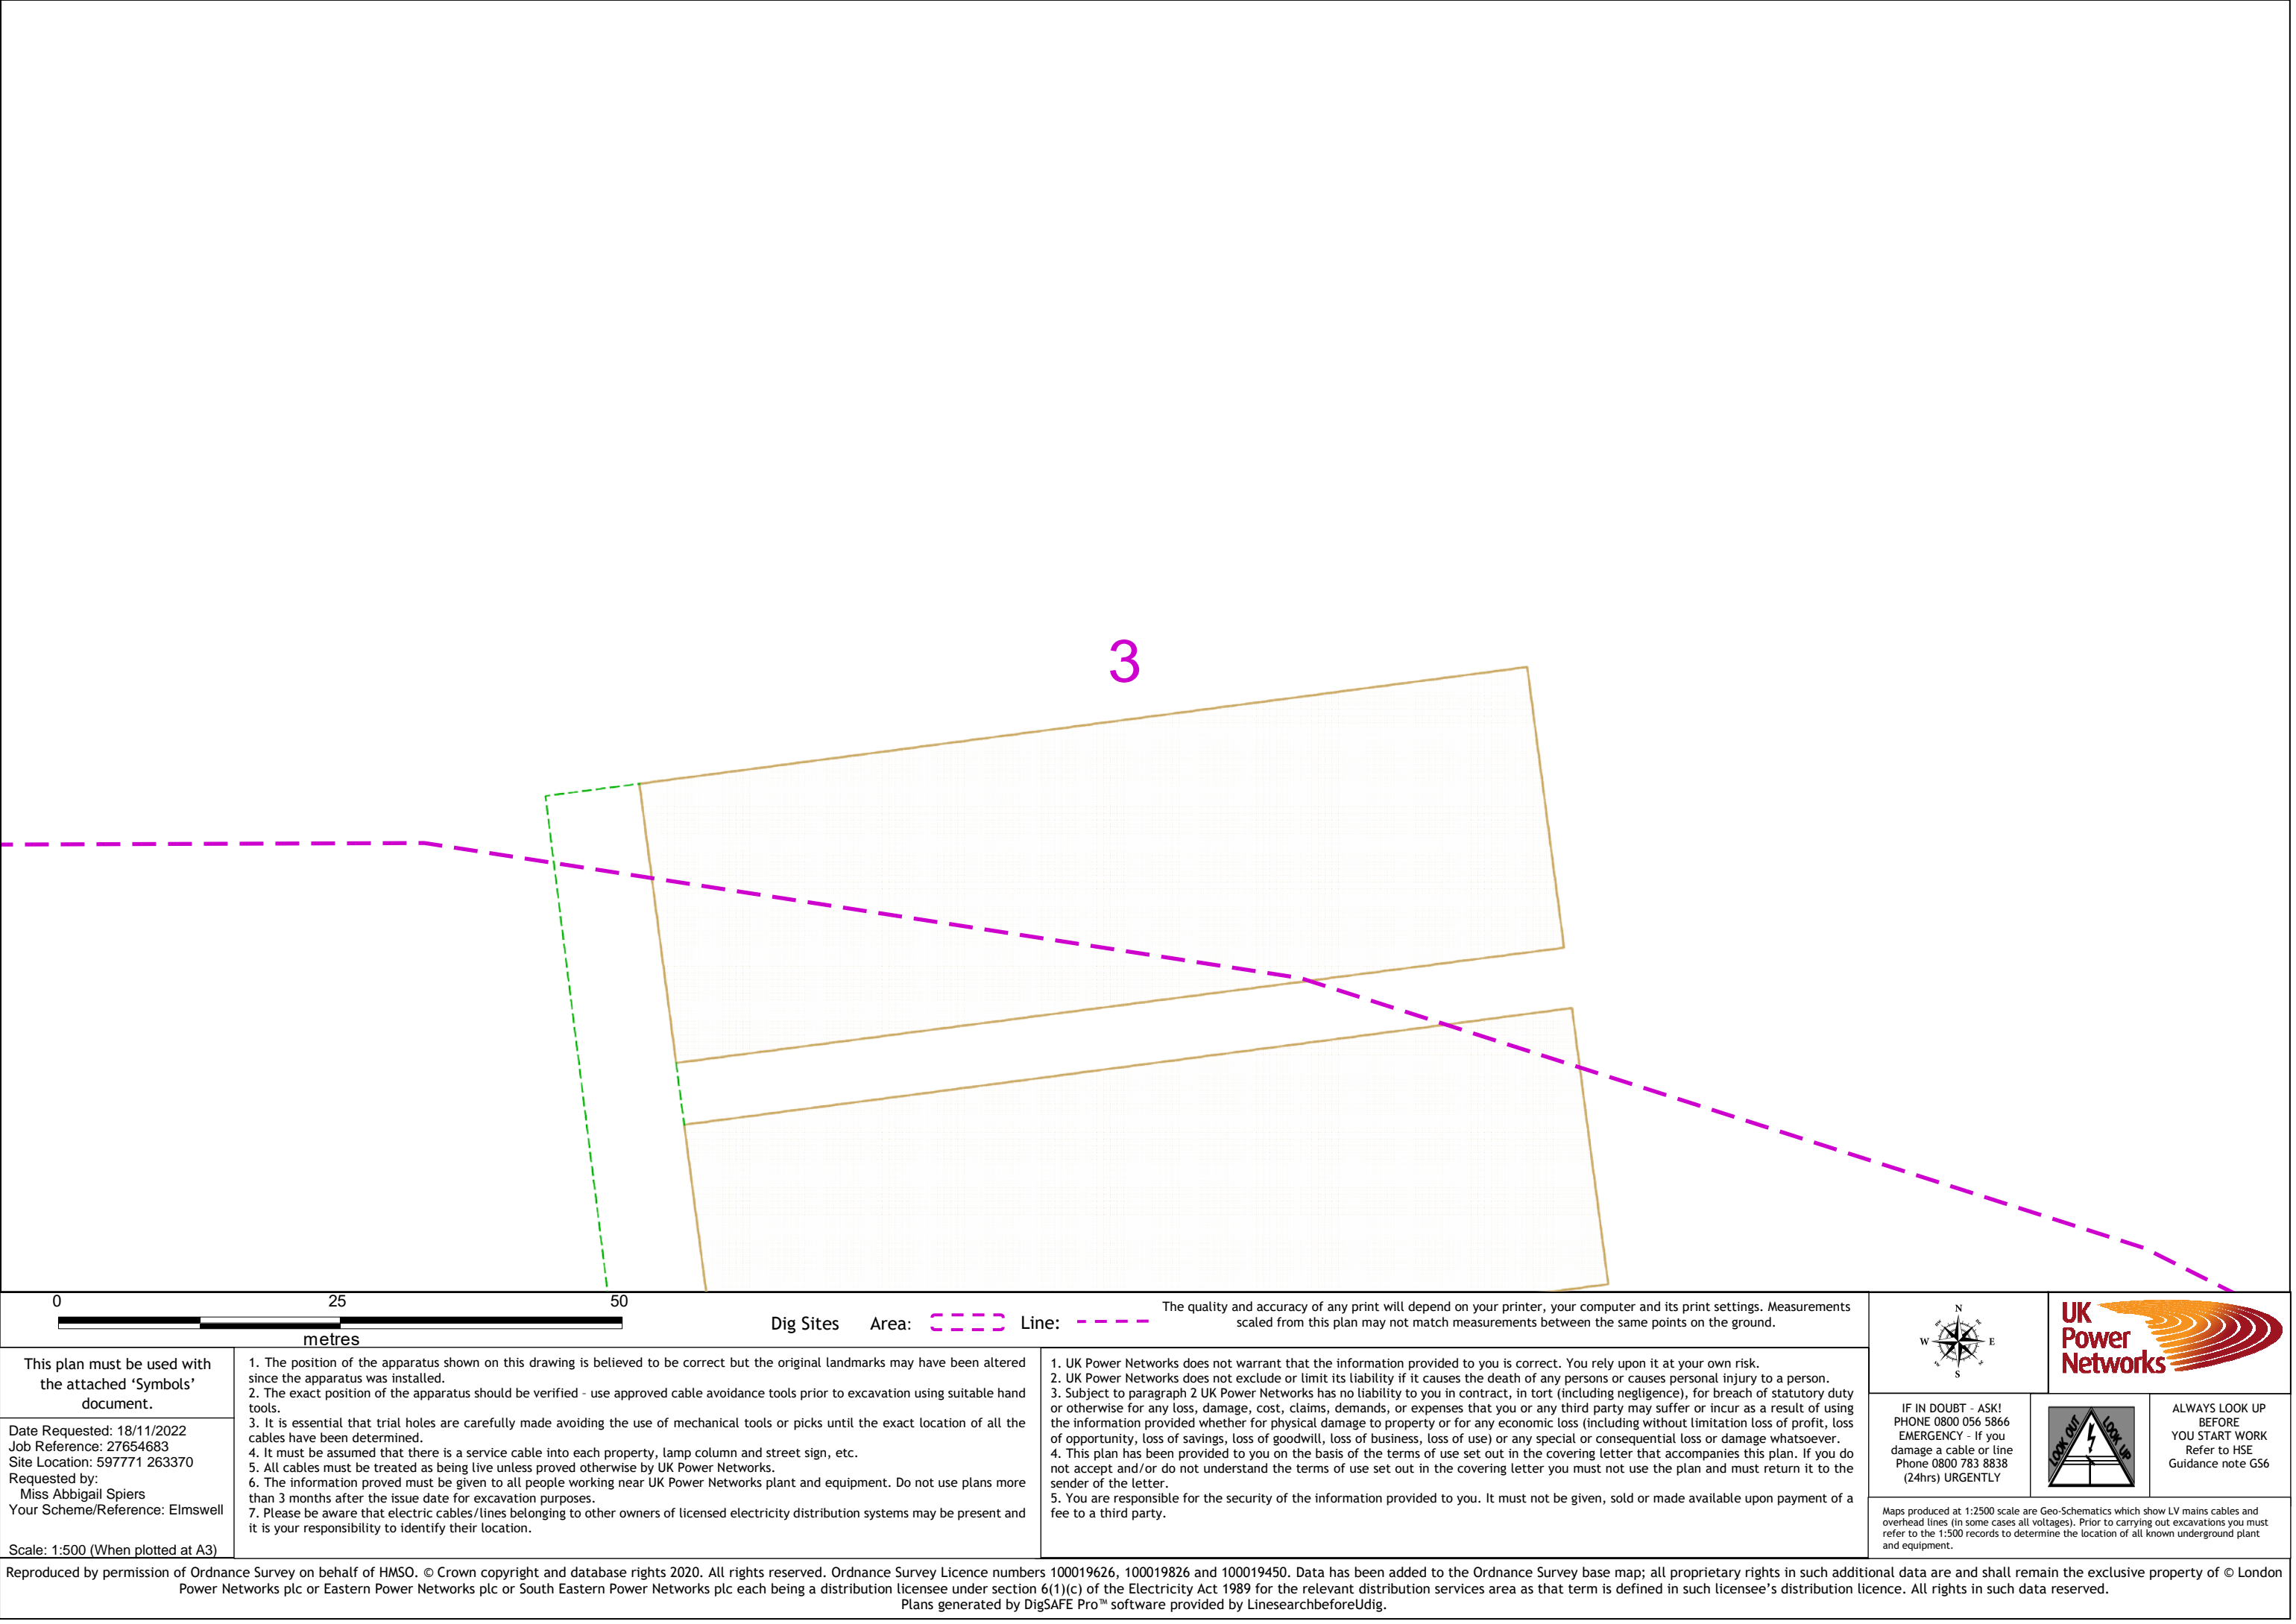 3
0 25 50
metres
Dig Sites Area: Line:
The quality and accuracy of any print will depend on your printer, your computer and its print settings. Measurements
scaled from this plan may not match measurements between the same points on the ground.
N
W E
S
UK
Power
Networks
This plan must be used with
the attached ‘Symbols’
document.
Date Requested: 18/11/2022
Job Reference: 27654683
Site Location: 597771 263370
Requested by:
Miss Abbigail Spiers
Your Scheme/Reference: Elmswell
Scale: 1:500 (When plotted at A3)
1. The position of the apparatus shown on this drawing is believed to be correct but the original landmarks may have been altered
since the apparatus was installed.
2. The exact position of the apparatus should be verified - use approved cable avoidance tools prior to excavation using suitable hand
tools.
3. It is essential that trial holes are carefully made avoiding the use of mechanical tools or picks until the exact location of all the
cables have been determined.
4. It must be assumed that there is a service cable into each property, lamp column and street sign, etc.
5. All cables must be treated as being live unless proved otherwise by UK Power Networks.
6. The information proved must be given to all people working near UK Power Networks plant and equipment. Do not use plans more
than 3 months after the issue date for excavation purposes.
7. Please be aware that electric cables/lines belonging to other owners of licensed electricity distribution systems may be present and
it is your responsibility to identify their location.
1. UK Power Networks does not warrant that the information provided to you is correct. You rely upon it at your own risk.
2. UK Power Networks does not exclude or limit its liability if it causes the death of any persons or causes personal injury to a person.
3. Subject to paragraph 2 UK Power Networks has no liability to you in contract, in tort (including negligence), for breach of statutory duty
or otherwise for any loss, damage, cost, claims, demands, or expenses that you or any third party may suffer or incur as a result of using
the information provided whether for physical damage to property or for any economic loss (including without limitation loss of profit, loss
of opportunity, loss of savings, loss of goodwill, loss of business, loss of use) or any special or consequential loss or damage whatsoever.
4. This plan has been provided to you on the basis of the terms of use set out in the covering letter that accompanies this plan. If you do
not accept and/or do not understand the terms of use set out in the covering letter you must not use the plan and must return it to the
sender of the letter.
5. You are responsible for the security of the information provided to you. It must not be given, sold or made available upon payment of a
fee to a third party.
IF IN DOUBT - ASK!
PHONE 0800 056 5866
EMERGENCY - If you
damage a cable or line
Phone 0800 783 8838
(24hrs) URGENTLY
LOOK OUT
LOOK UP
ALWAYS LOOK UP
BEFORE
YOU START WORK
Refer to HSE
Guidance note GS6
Maps produced at 1:2500 scale are Geo-Schematics which show LV mains cables and
overhead lines (in some cases all voltages). Prior to carrying out excavations you must
refer to the 1:500 records to determine the location of all known underground plant
and equipment.
Reproduced by permission of Ordnance Survey on behalf of HMSO. © Crown copyright and database rights 2020. All rights reserved. Ordnance Survey Licence numbers 100019626, 100019826 and 100019450. Data has been added to the Ordnance Survey base map; all proprietary rights in such additional data are and shall remain the exclusive property of © London
Power Networks plc or Eastern Power Networks plc or South Eastern Power Networks plc each being a distribution licensee under section 6(1)(c) of the Electricity Act 1989 for the relevant distribution services area as that term is defined in such licensee’s distribution licence. All rights in such data reserved.
Plans generated by DigSAFE Pro™ software provided by LinesearchbeforeUdig.